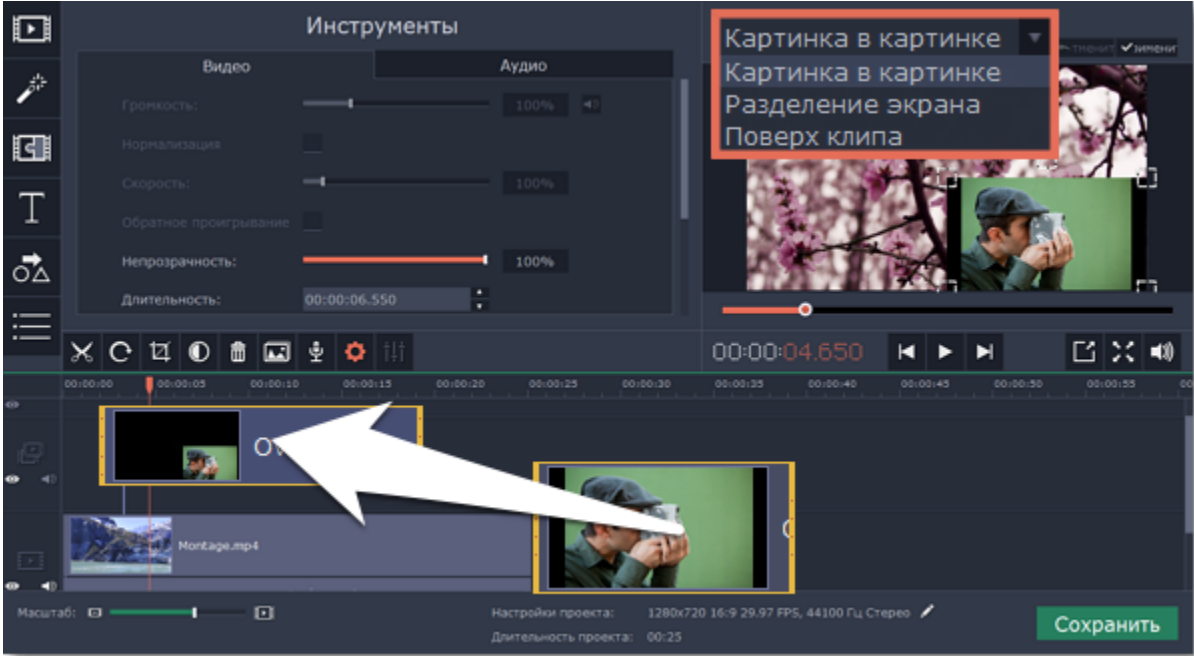 Инструменты
Видео
Аудио
Громкость:
100%
Нормализация
Скорость:
100%
Обратное проигрывание
Непрозрачность:
100%
Длительность:
00:00:06.550
Картинка в картинке
Картинка в картинке
Разделение экрана
Поверх клипа
00:00:04.650
00:00:00 00:00:05 00:00:10 00:00:15 00:00:20 00:00:25 00:00:30 00:00:35 00:00:40 00:00:45 00:00:50 00:00:55 00
Montage.mp4
Масштаб:
Настройки проекта: 1280x720 16:9 29.97 FPS, 44100 Гц Стерео
Длительность проекта: 00:25
Сохранить